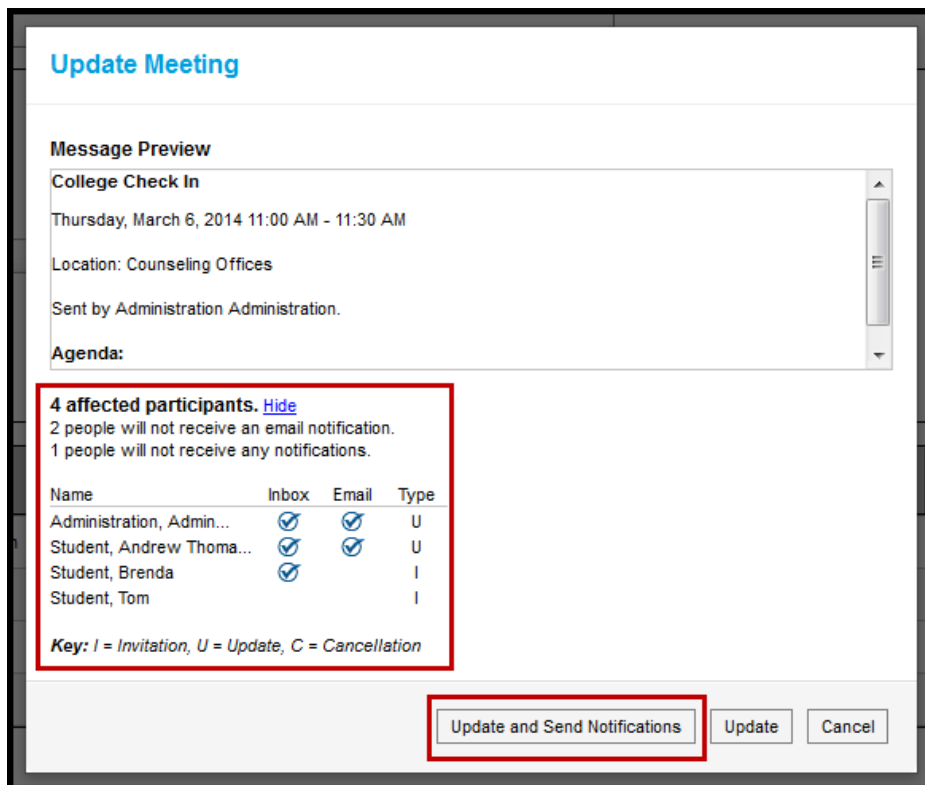 Update Meeting
Message Preview
College Check In
Thursday, March 6, 2014 11:00 AM - 11:30 AM
Location: Counseling Offices
Sent by Administration Administration.
Agenda:
4 affected participants. Hide
2 people will not receive an email notification.
1 people will not receive any notifications.
Name Inbox Email Type
Administration, Admin... U
Student, Andrew Thoma... U
Student, Brenda I
Student, Tom I
Key: I = Invitation, U = Update, C = Cancellation
Update and Send Notifications Update Cancel